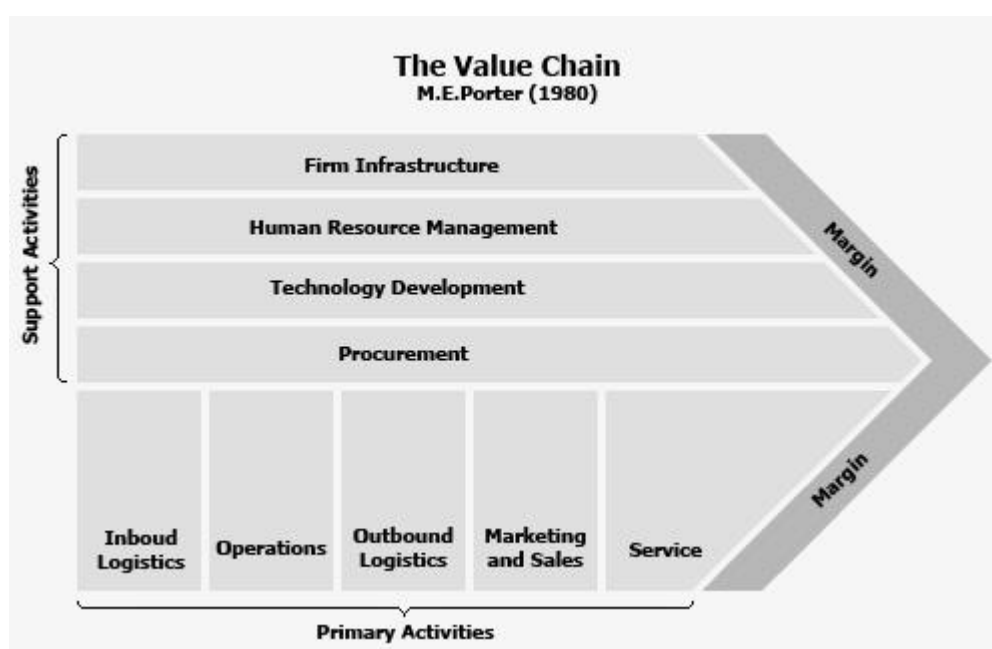 The Value Chain
M.E.Porter (1980)
Support Activities
Firm Infrastructure
Human Resource Management
Technology Development
Procurement
Margin
Margin
Inboud
Logistics
Operations
Outbound
Logistics
Marketing
and Sales
Service
Primary Activities